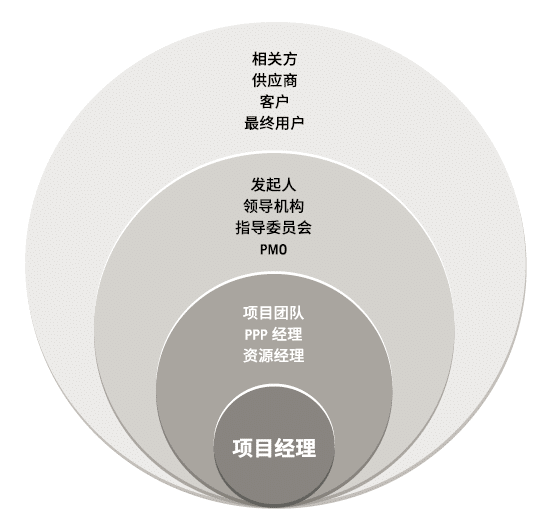 相关方
供应商
客户
最终用户
发起人
领导机构
指导委员会
PMO
项目团队
PPP 经理
资源经理
项目经理